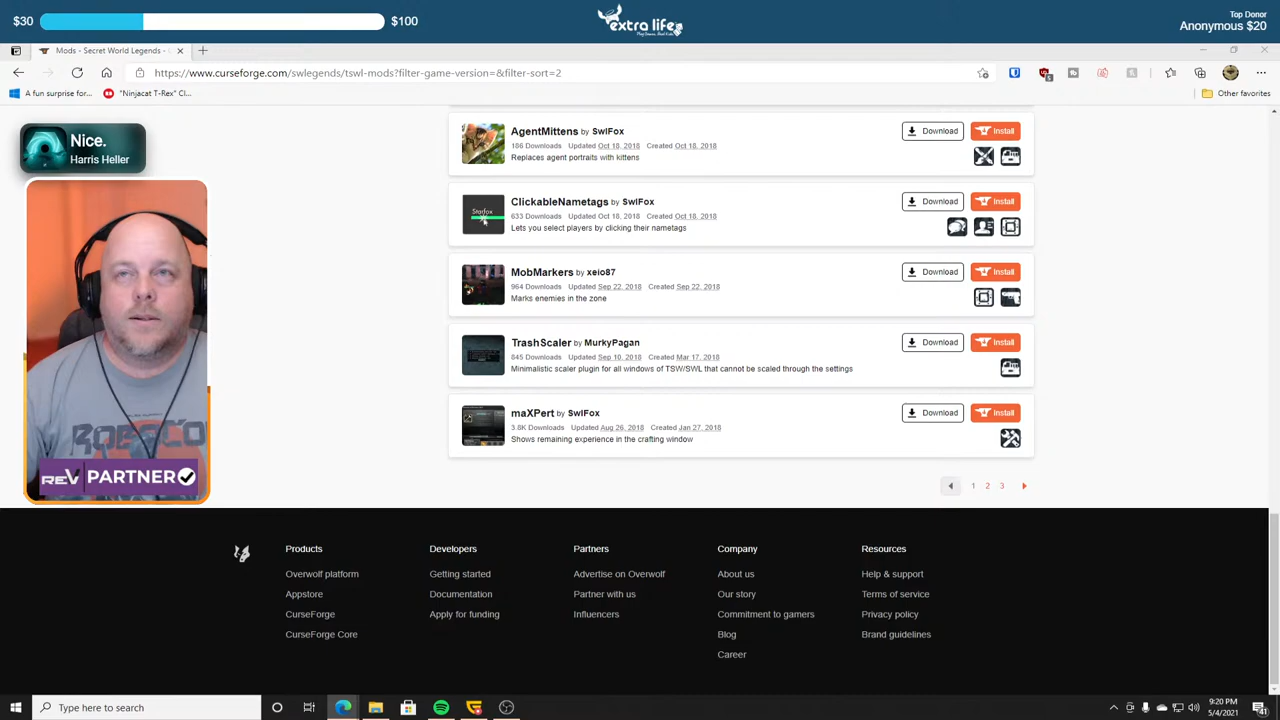 $30
$100
extra life
Play Games. Heal Kids.
Top Donor
Anonymous $20
Mods - Secret World Legends -
https://www.curseforge.com/swlegends/tswl-mods?filter-game-version=&filter-sort=2
A fun surprise for...
"Ninjacat T-Rex" Cl...
Other favorites
Nice.
Harris Heller
ROBOCO
REV PARTNER
AgentMittens by SwlFox
186 Downloads Updated Oct 18, 2018 Created Oct 18, 2018
Replaces agent portraits with kittens
Download
Install
ClickableNametags by SwlFox
633 Downloads Updated Oct 18, 2018 Created Oct 18, 2018
Lets you select players by clicking their nametags
Download
Install
Starfox
MobMarkers by xeio87
964 Downloads Updated Sep 22, 2018 Created Sep 22, 2018
Marks enemies in the zone
Download
Install
TrashScaler by MurkyPagan
845 Downloads Updated Sep 10, 2018 Created Mar 17, 2018
Minimalistic scaler plugin for all windows of TSW/SWL that cannot be scaled through the settings
Download
Install
maXPert by SwlFox
3.8K Downloads Updated Aug 26, 2018 Created Jan 27, 2018
Shows remaining experience in the crafting window
Download
Install
1 2 3
Products
Overwolf platform
Appstore
CurseForge
CurseForge Core
Developers
Getting started
Documentation
Apply for funding
Partners
Advertise on Overwolf
Partner with us
Influencers
Company
About us
Our story
Commitment to gamers
Blog
Career
Resources
Help & support
Terms of service
Privacy policy
Brand guidelines
Type here to search
9:20 PM
5/4/2021
41